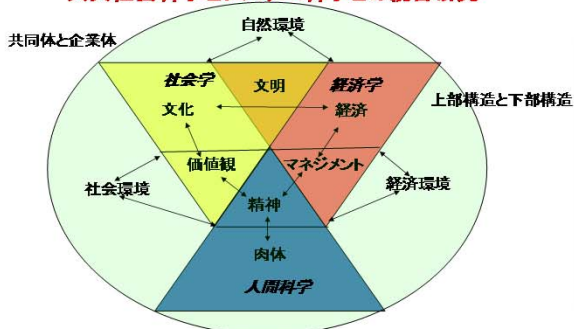 自然環境
共同体と企業体
社会学
経済学
文明
文化
経済
上部構造と下部構造
価値観
マネジメント
社会環境
経済環境
精神
肉体
人間科学